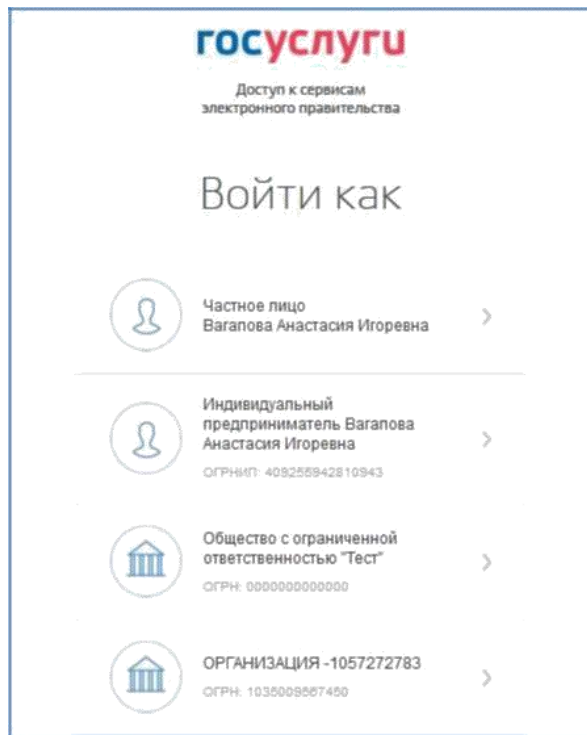 госуслуги
Доступ к сервисам
электронного правительства
Войти как
Частное лицо
Вагапова Анастасия Игоревна
Индивидуальный
предприниматель Вагапова
Анастасия Игоревна
ОГРНИП: 409255942810943
Общество с ограниченной
ответственностью "Тест"
ОГРН: 0000000000000
ОРГАНИЗАЦИЯ -1057272783
ОГРН: 1035009567450